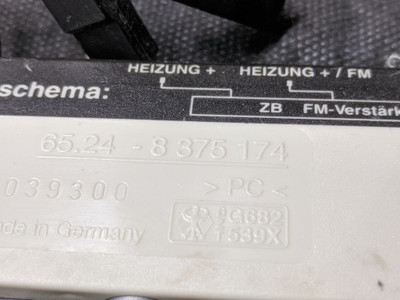 HEIZUNG + HEIZUNG + / FM
schema:
ZB FM-Verstärk
65.24 - 8 375 174
039300 > PC <
de in Germany
9G682
1539X